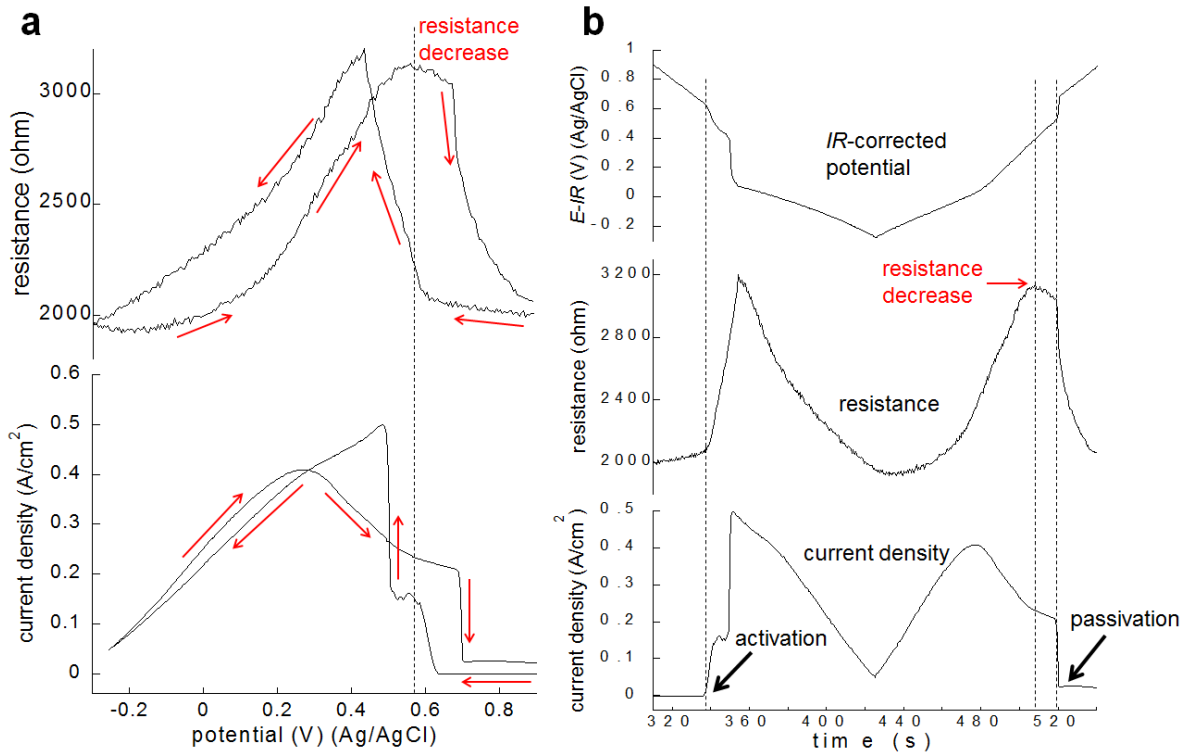 a
resistance
decrease
resistance (ohm)
3000
2500
2000
current density (A/cm²)
0.6
0.5
0.4
0.3
0.2
0.1
0
-0.2 0 0.2 0.4 0.6 0.8
potential (V) (Ag/AgCl)
b
E-IR (V) (Ag/AgCl)
1
0.8
0.6
0.4
0.2
0
-0.2
IR-corrected
potential
resistance (ohm)
3200
2800
2400
2000
resistance
decrease
resistance
current density (A/cm²)
0.5
0.4
0.3
0.2
0.1
0
current density
activation
passivation
320 360 400 440 480 520
time (s)